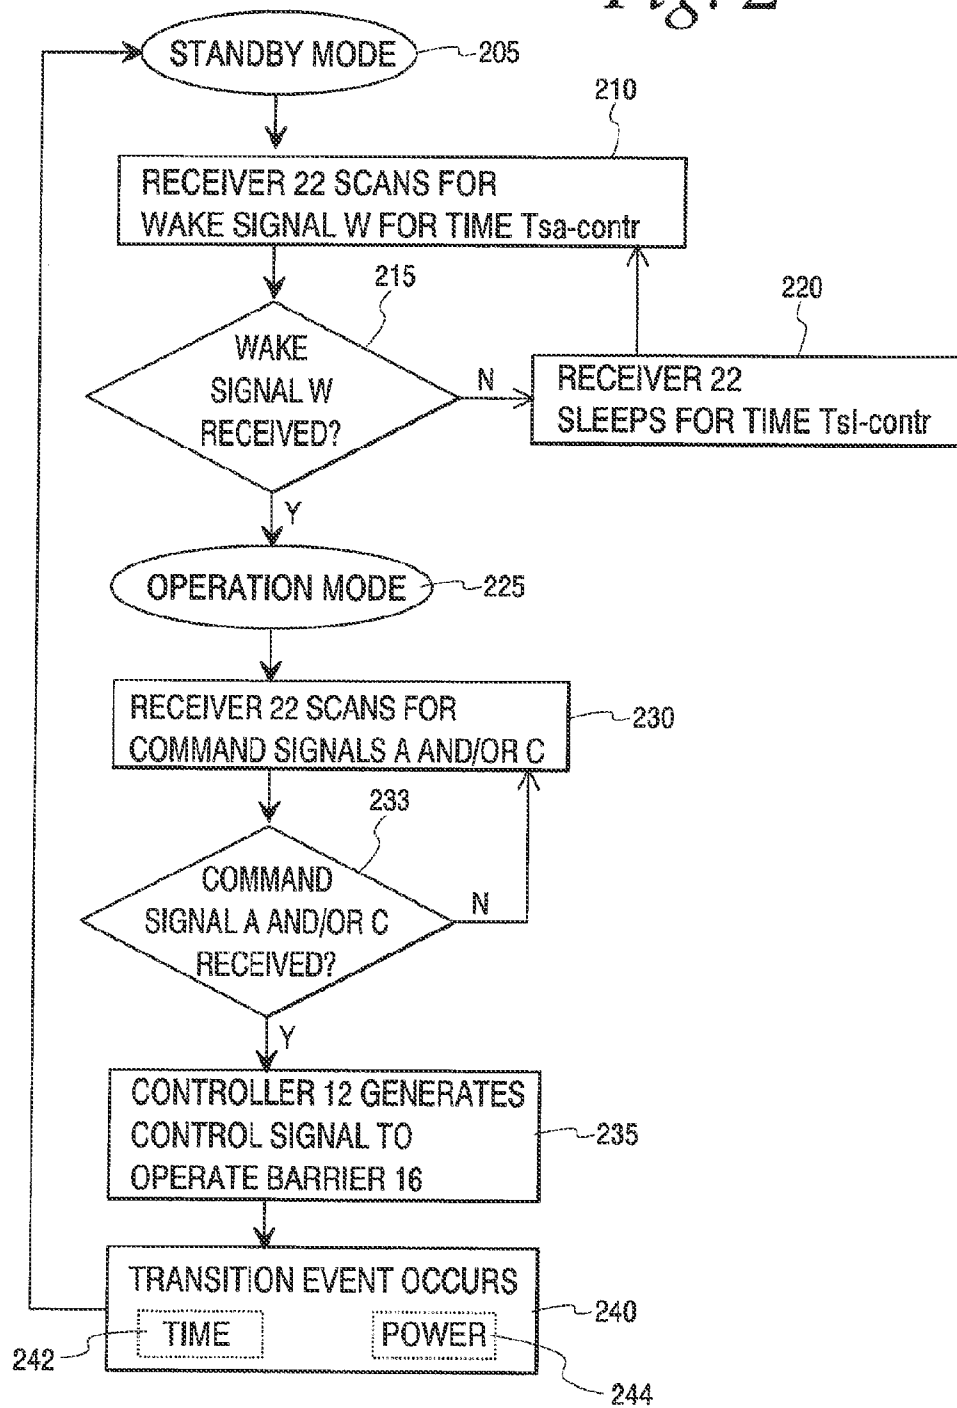 Fig. 2
STANDBY MODE
205
210
RECEIVER 22 SCANS FOR
WAKE SIGNAL W FOR TIME Tsa-contr
215
WAKE
SIGNAL W
RECEIVED?
N
220
RECEIVER 22
SLEEPS FOR TIME Tsl-contr
Y
OPERATION MODE
225
RECEIVER 22 SCANS FOR
COMMAND SIGNALS A AND/OR C
230
233
COMMAND
SIGNAL A AND/OR C
RECEIVED?
N
Y
CONTROLLER 12 GENERATES
CONTROL SIGNAL TO
OPERATE BARRIER 16
235
TRANSITION EVENT OCCURS
240
TIME
POWER
242
244